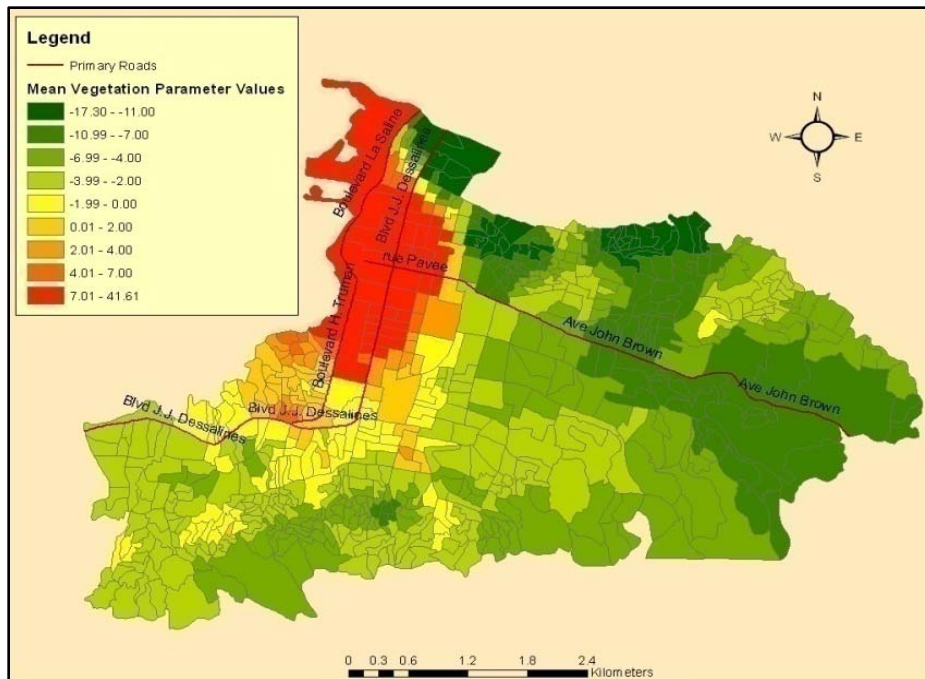 Legend
Primary Roads
Mean Vegetation Parameter Values
-17.30 - -11.00
-10.99 - -7.00
-6.99 - -4.00
-3.99 - -2.00
-1.99 - 0.00
0.01 - 2.00
2.01 - 4.00
4.01 - 7.00
7.01 - 41.61
N
W E
S
Boulevard La Saline
Blvd J.J. Dessalines
rue Pavee
Boulevard H. Truman
Ave John Brown
Ave John Brown
Blvd J.J. Dessalines
Blvd J.J. Dessalines
0 0.3 0.6 1.2 1.8 2.4
Kilometers